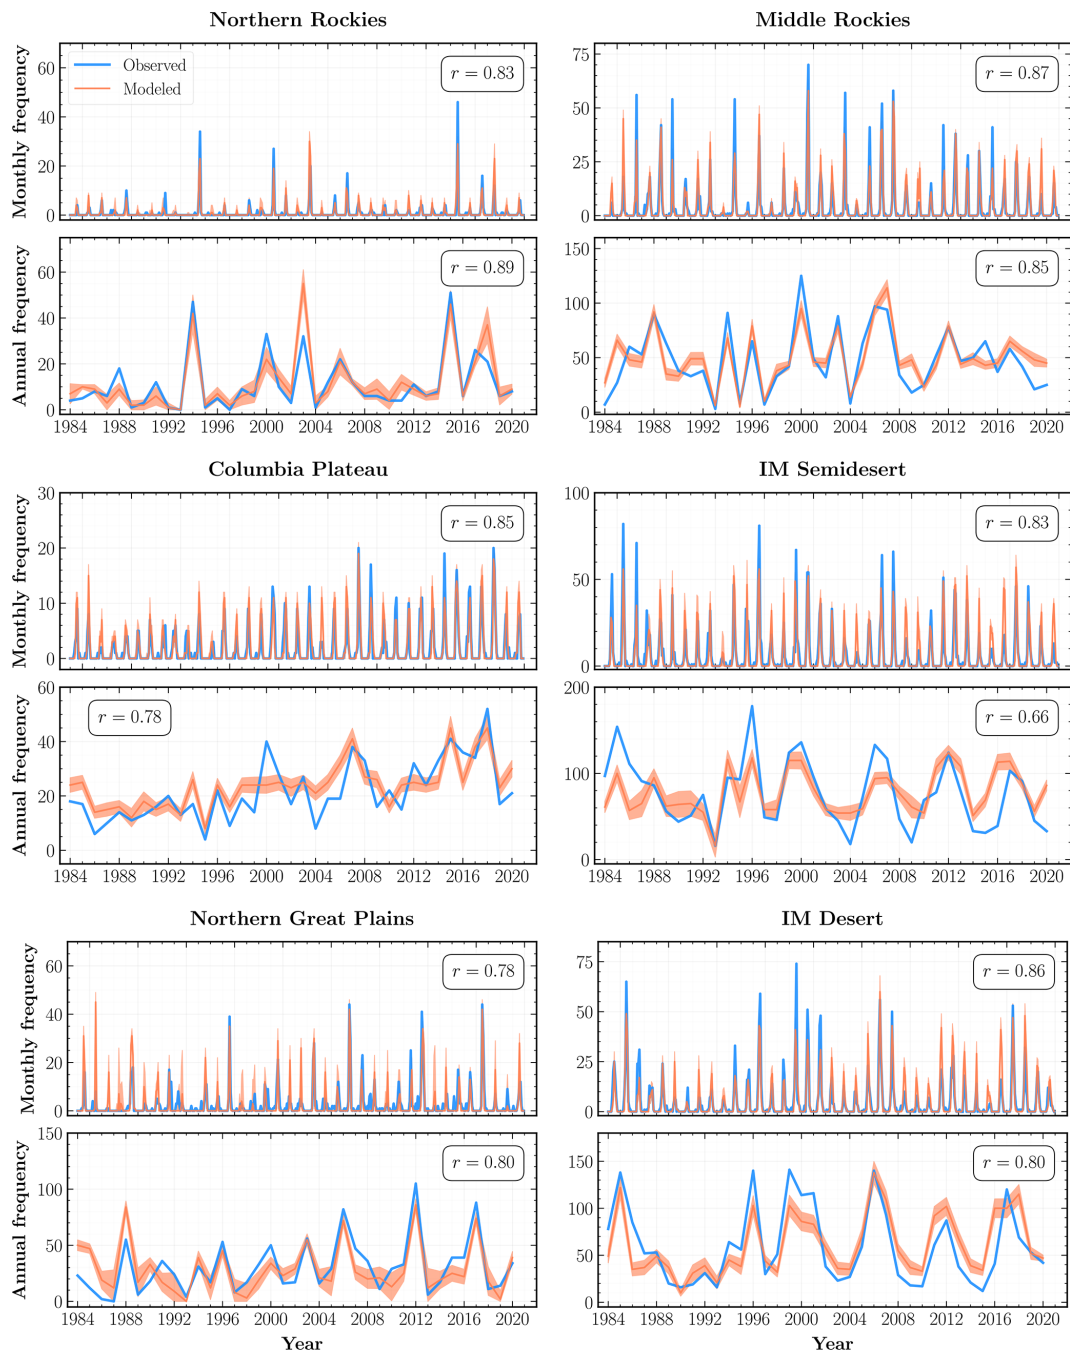 Northern Rockies
Middle Rockies
Monthly frequency
60
40
20
0
Observed
Modeled
r = 0.83
75
50
25
0
r = 0.87
Annual frequency
60
40
20
0
r = 0.89
1984 1988 1992 1996 2000 2004 2008 2012 2016 2020
150
100
50
0
r = 0.85
1984 1988 1992 1996 2000 2004 2008 2012 2016 2020
Columbia Plateau
IM Semidesert
Monthly frequency
30
20
10
0
r = 0.85
100
50
0
r = 0.83
Annual frequency
60
40
20
0
r = 0.78
1984 1988 1992 1996 2000 2004 2008 2012 2016 2020
200
100
0
r = 0.66
1984 1988 1992 1996 2000 2004 2008 2012 2016 2020
Northern Great Plains
IM Desert
Monthly frequency
60
40
20
0
r = 0.78
75
50
25
0
r = 0.86
Annual frequency
150
100
50
0
r = 0.80
1984 1988 1992 1996 2000 2004 2008 2012 2016 2020
Year
150
100
50
0
r = 0.80
1984 1988 1992 1996 2000 2004 2008 2012 2016 2020
Year